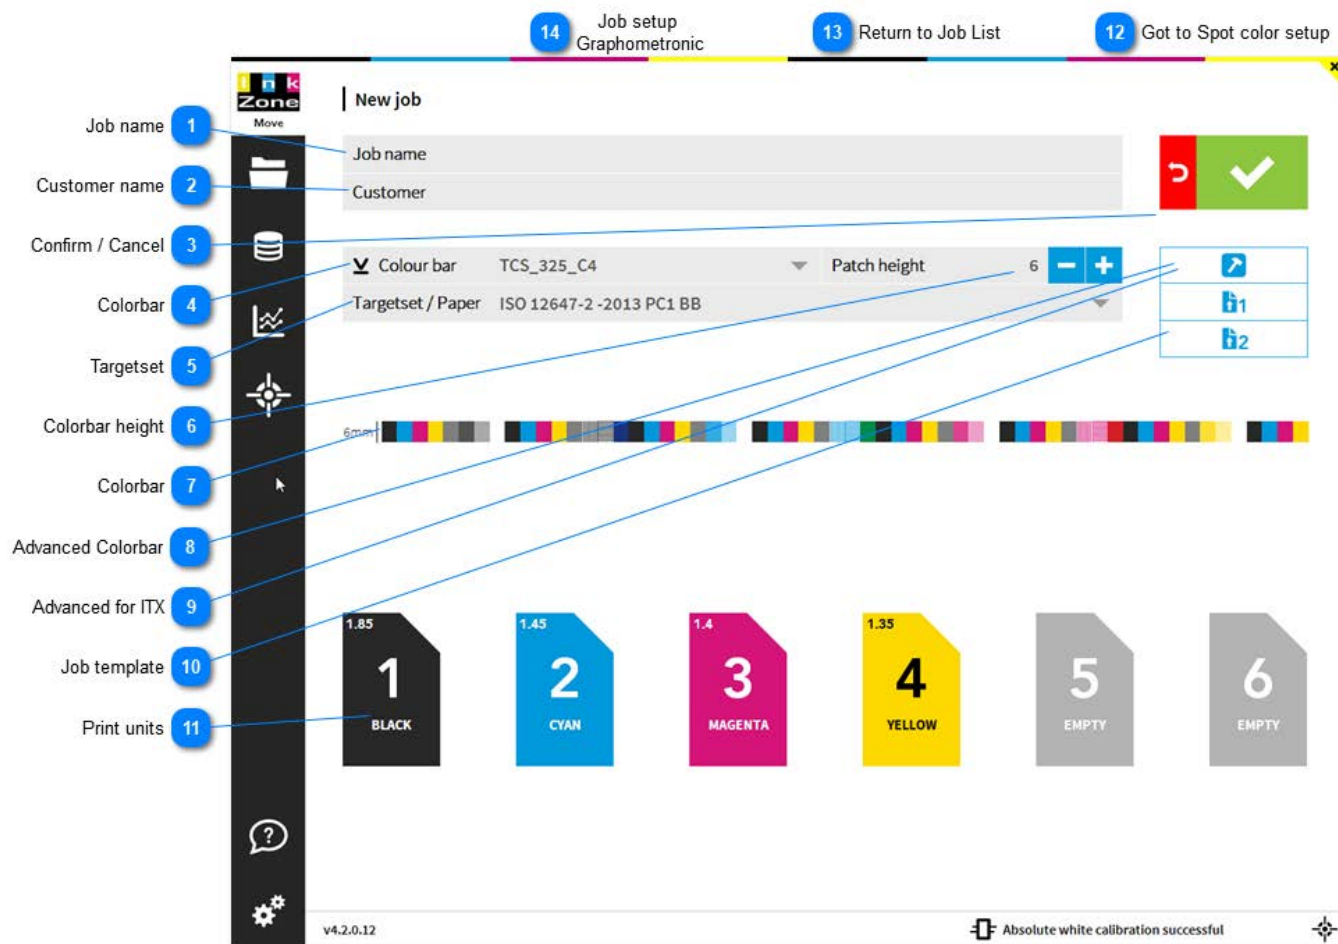 14 Job setup
Graphometronic
13 Return to Job List
12 Got to Spot color setup
Ink
Zone
Move
New job
Job name 1
Job name
Customer name 2
Customer
Confirm / Cancel 3
Colorbar 4
Colour bar TCS_325_C4 Patch height 6 − +
Targetset / Paper ISO 12647-2 -2013 PC1 BB
1
2
Targetset 5
Colorbar height 6
6mm
Colorbar 7
Advanced Colorbar 8
Advanced for ITX 9
Job template 10
Print units 11
1.85 1.45 1.4 1.35
1 2 3 4 5 6
BLACK CYAN MAGENTA YELLOW EMPTY EMPTY
?
v4.2.0.12 Absolute white calibration successful